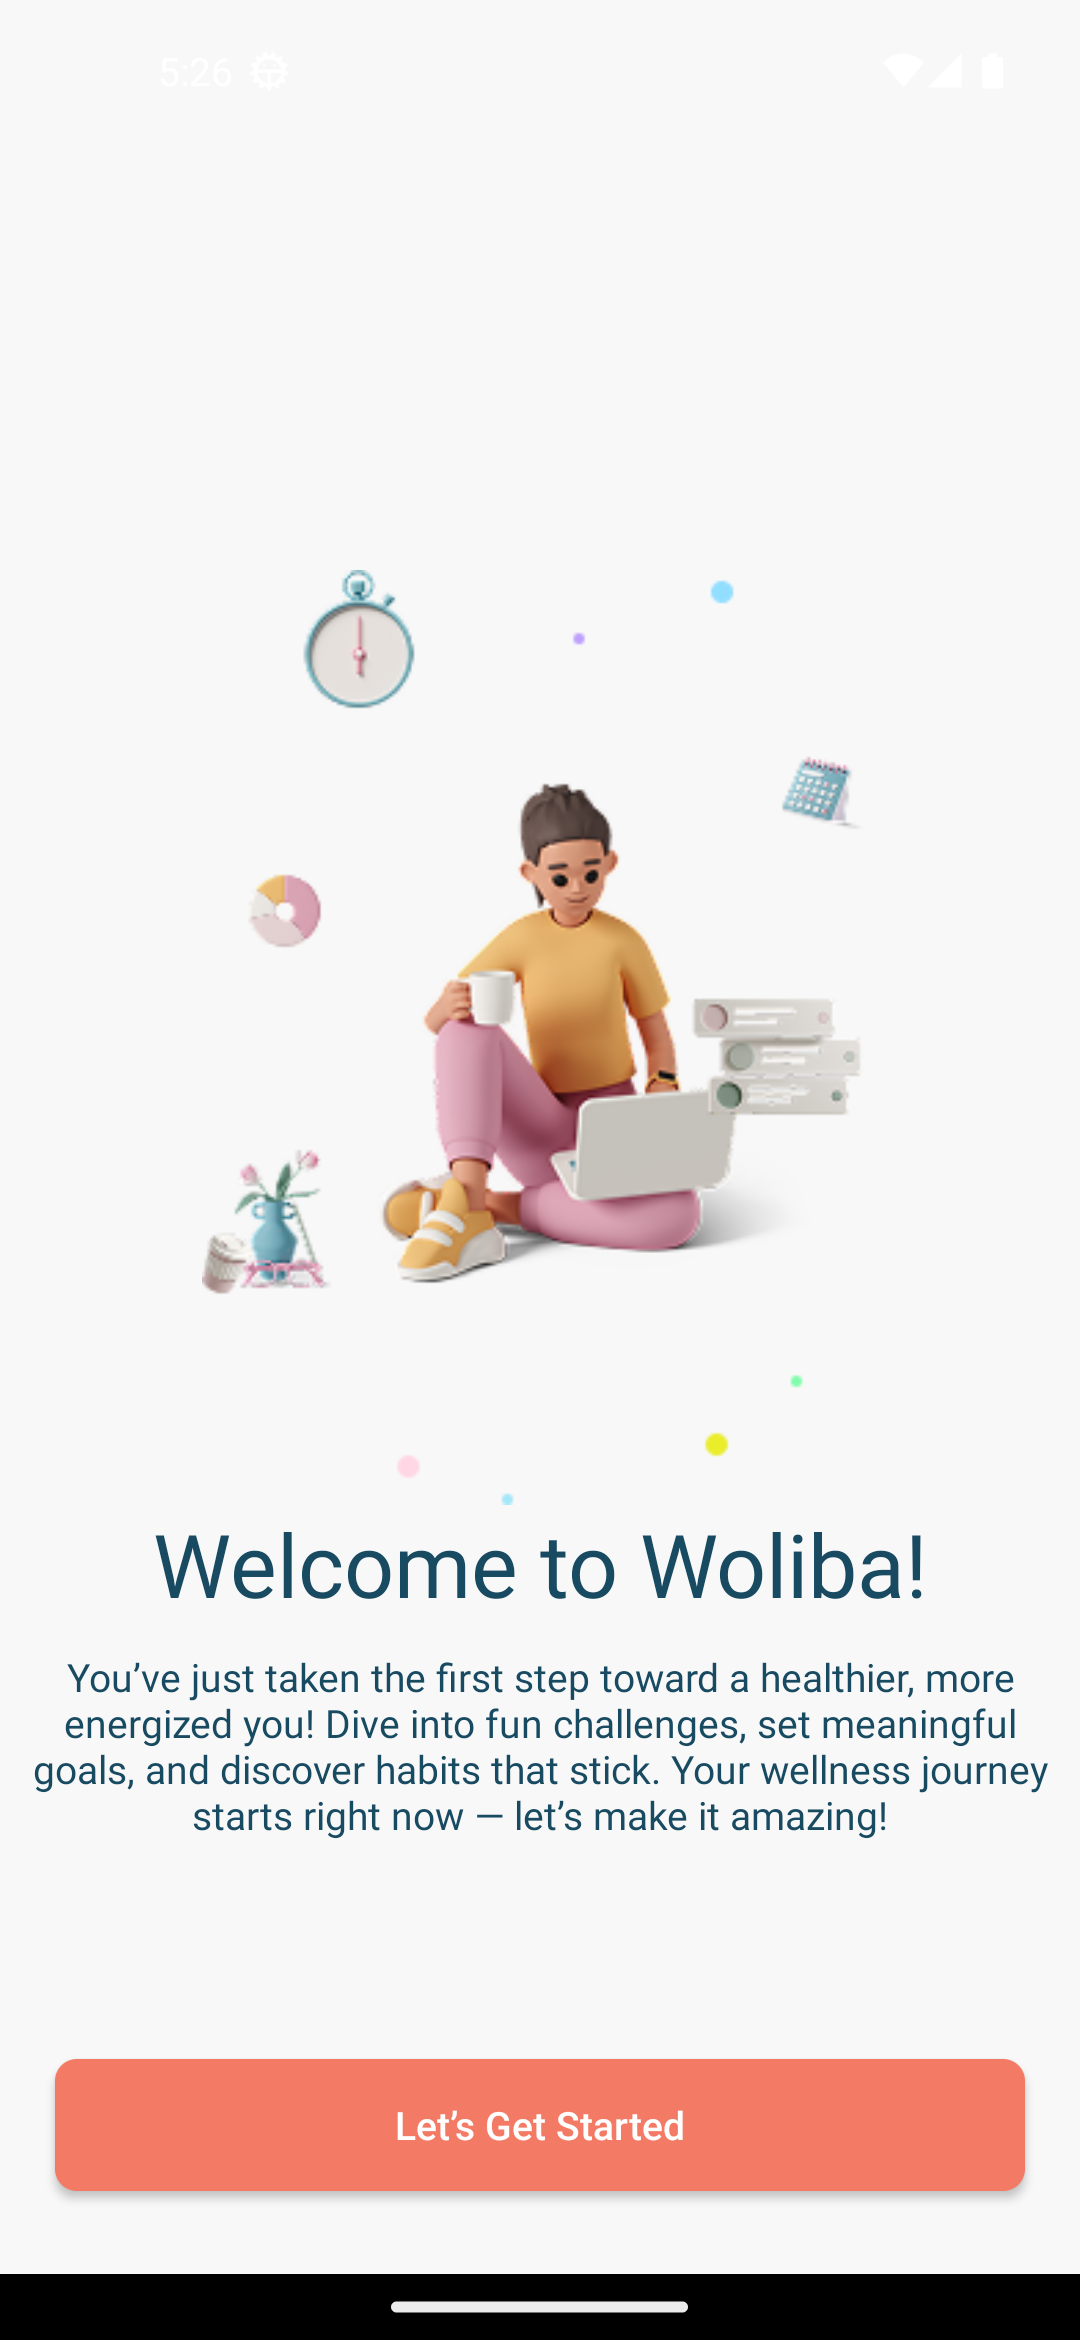 5:26
Welcome to Woliba!
You’ve just taken the first step toward a healthier, more
energized you! Dive into fun challenges, set meaningful
goals, and discover habits that stick. Your wellness journey
starts right now — let’s make it amazing!
Let’s Get Started